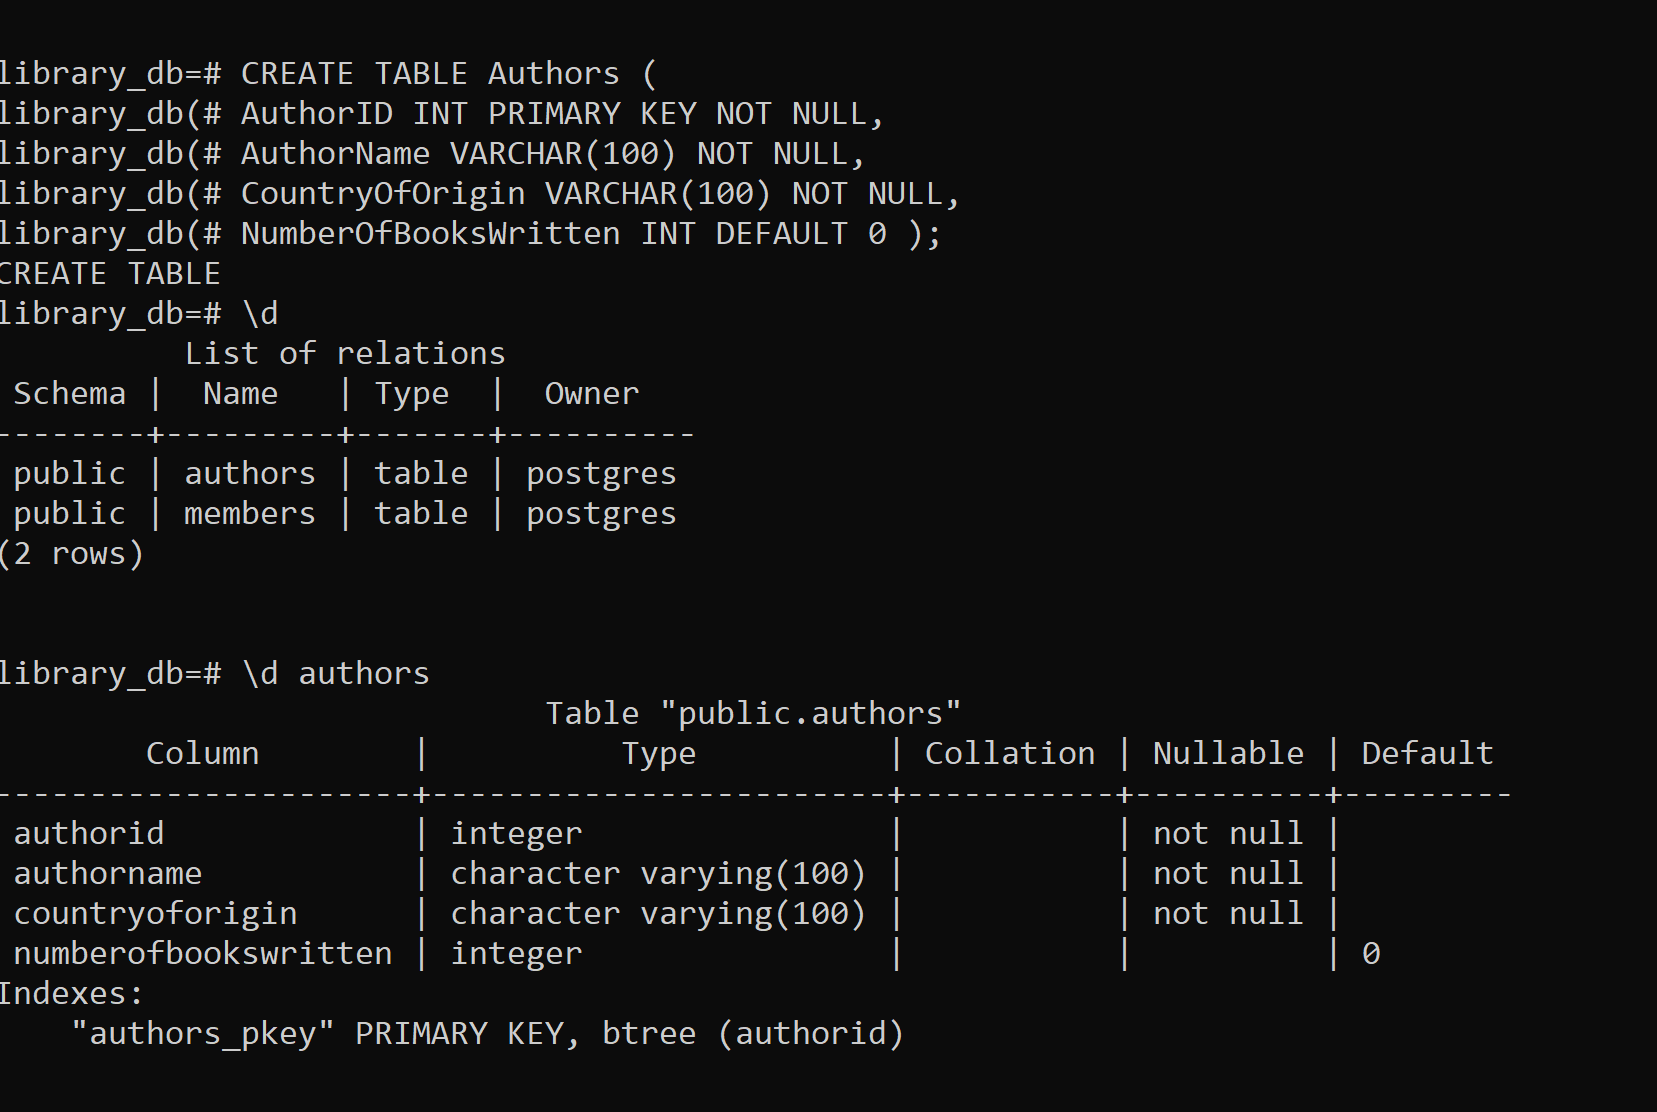 library_db=# CREATE TABLE Authors (
library_db(# AuthorID INT PRIMARY KEY NOT NULL,
library_db(# AuthorName VARCHAR(100) NOT NULL,
library_db(# CountryOfOrigin VARCHAR(100) NOT NULL,
library_db(# NumberOfBooksWritten INT DEFAULT 0 );
CREATE TABLE
library_db=# \d
          List of relations
 Schema |  Name   | Type  |  Owner
--------+---------+-------+----------
 public | authors | table | postgres
 public | members | table | postgres
(2 rows)
library_db=# \d authors
                             Table "public.authors"
        Column        |          Type          | Collation | Nullable | Default
----------------------+------------------------+-----------+----------+---------
 authorid             | integer                |           | not null |
 authorname           | character varying(100) |           | not null |
 countryoforigin      | character varying(100) |           | not null |
 numberofbookswritten | integer                |           |          | 0
Indexes:
    "authors_pkey" PRIMARY KEY, btree (authorid)